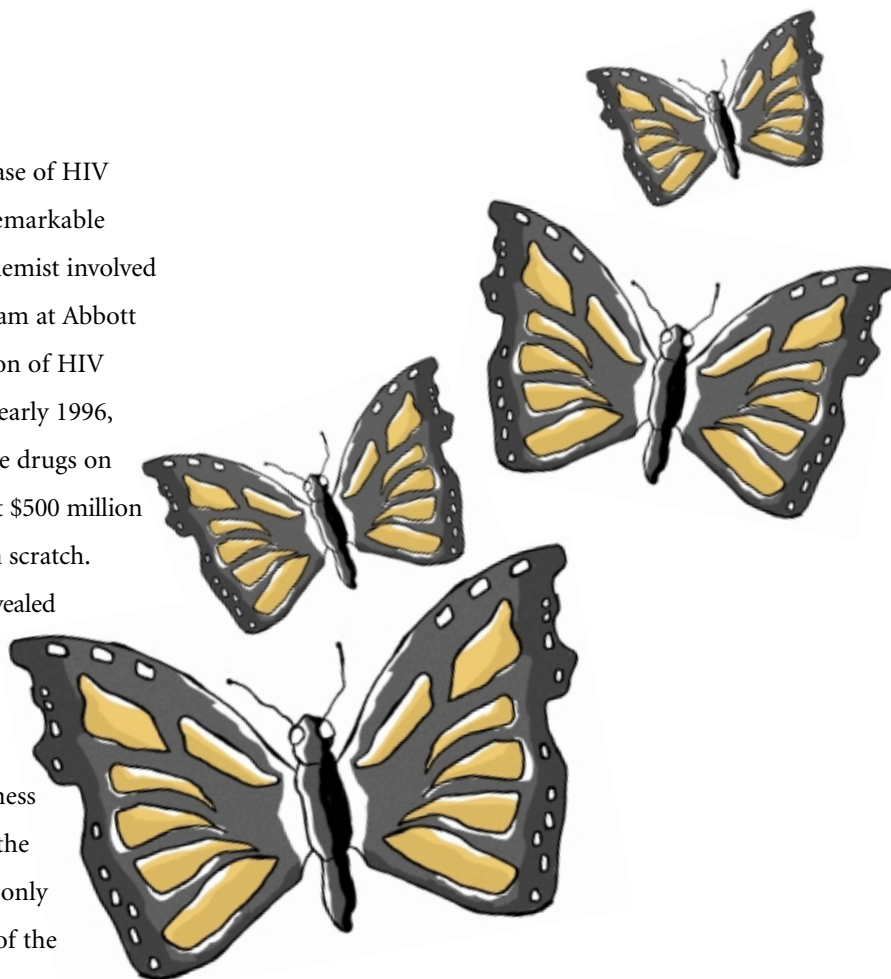 ase of HIV
emarkable
emist involved
am at Abbott
on of HIV
early 1996,
e drugs on
t $500 million
n scratch.
vealed
ness
the
only
of the